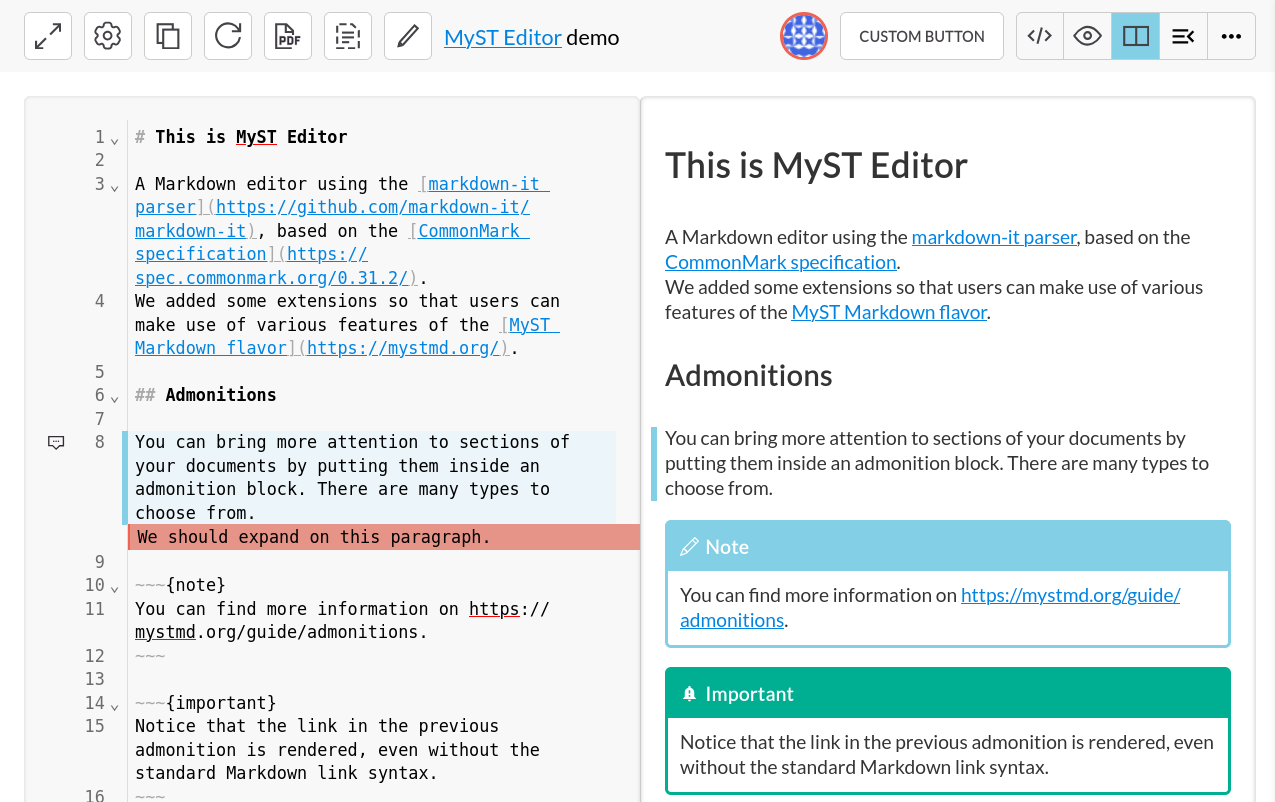 PDF
MyST Editor demo
CUSTOM BUTTON
1 # This is MyST Editor
2
3 A Markdown editor using the [markdown-it
parser](https://github.com/markdown-it/
markdown-it), based on the [CommonMark
specification](https://
spec.commonmark.org/0.31.2/).
4 We added some extensions so that users can
make use of various features of the [MyST
Markdown flavor](https://mystmd.org/).
5
6 ## Admonitions
7
8 You can bring more attention to sections of
your documents by putting them inside an
admonition block. There are many types to
choose from.
We should expand on this paragraph.
9
10 ~~~{note}
11 You can find more information on https://
mystmd.org/guide/admonitions.
12 ~~~
13
14 ~~~{important}
15 Notice that the link in the previous
admonition is rendered, even without the
standard Markdown link syntax.
16 ~~~
This is MyST Editor
A Markdown editor using the markdown-it parser, based on the
CommonMark specification.
We added some extensions so that users can make use of various
features of the MyST Markdown flavor.
Admonitions
You can bring more attention to sections of your documents by
putting them inside an admonition block. There are many types to
choose from.
Note
You can find more information on https://mystmd.org/guide/
admonitions.
Important
Notice that the link in the previous admonition is rendered, even
without the standard Markdown link syntax.